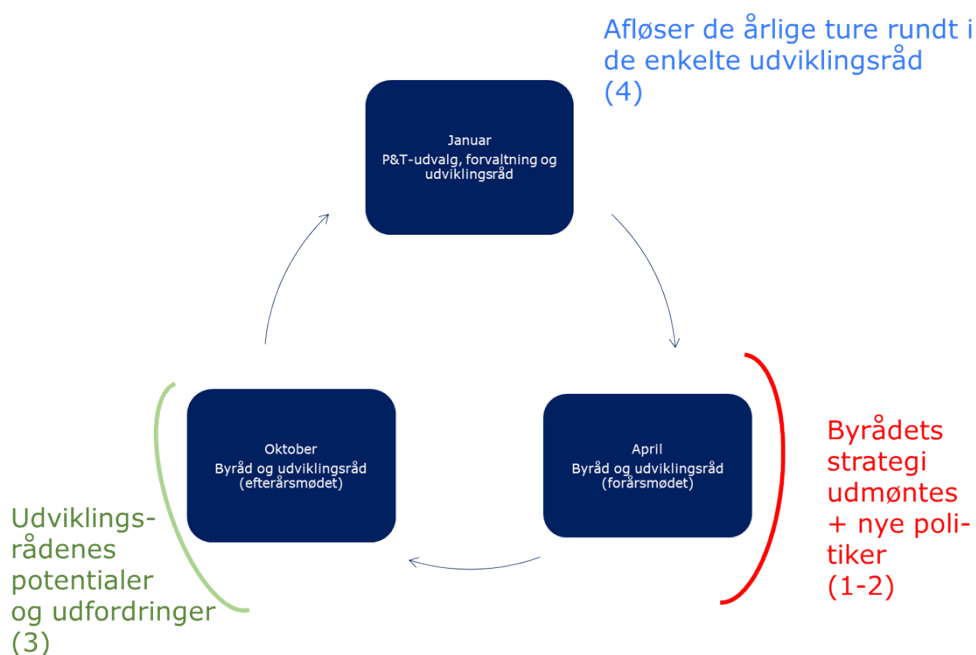 Afløser de årlige ture rundt i
de enkelte udviklingsråd
(4)
Januar
P&T-udvalg, forvaltning og
udviklingsråd
Oktober
Byråd og udviklingsråd
(efterårsmødet)
April
Byråd og udviklingsråd
(forårsmødet)
Byrådets
strategi
udmøntes
+ nye poli-
tiker
(1-2)
Udviklings-
rådenes
potentialer
og udfordringer
(3)